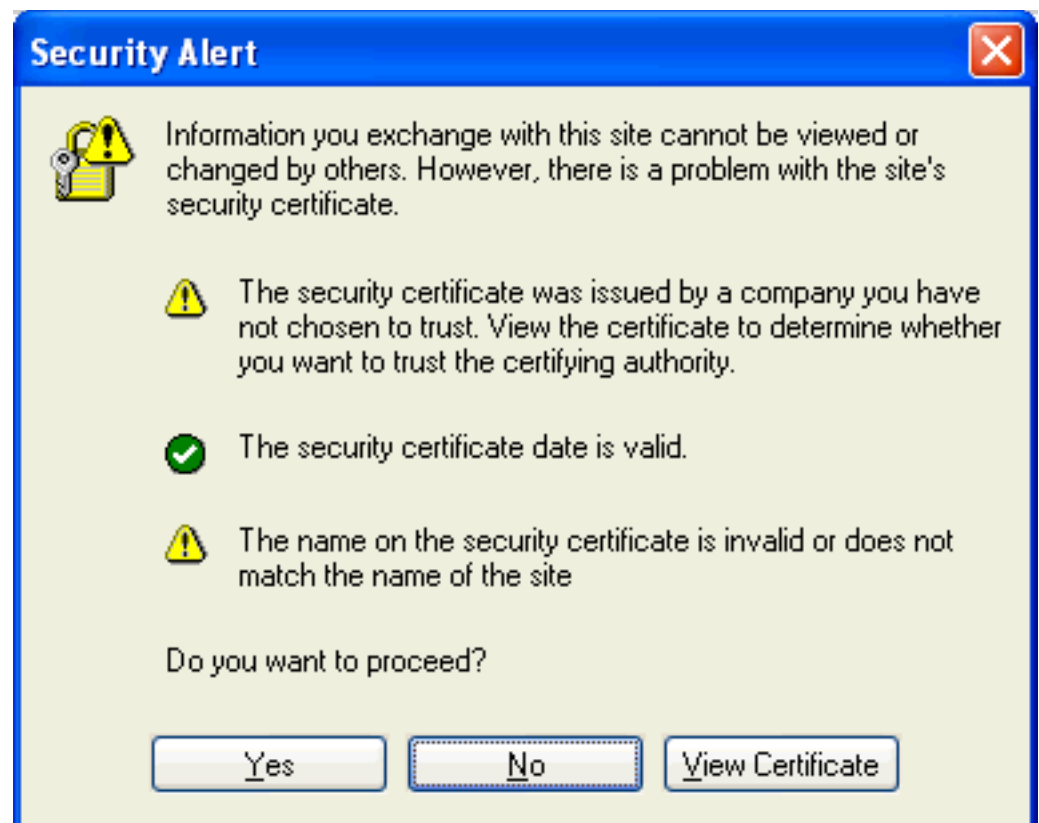 Security Alert
Information you exchange with this site cannot be viewed or
changed by others. However, there is a problem with the site's
security certificate.
The security certificate was issued by a company you have
not chosen to trust. View the certificate to determine whether
you want to trust the certifying authority.
The security certificate date is valid.
The name on the security certificate is invalid or does not
match the name of the site
Do you want to proceed?
Yes No View Certificate